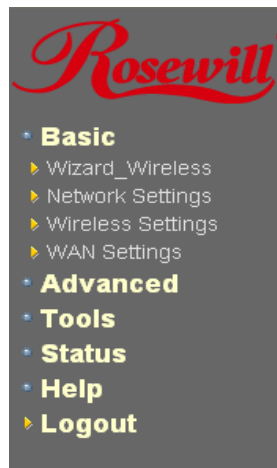 Rosewill
Basic
Wizard_Wireless
Network Settings
Wireless Settings
WAN Settings
Advanced
Tools
Status
Help
Logout